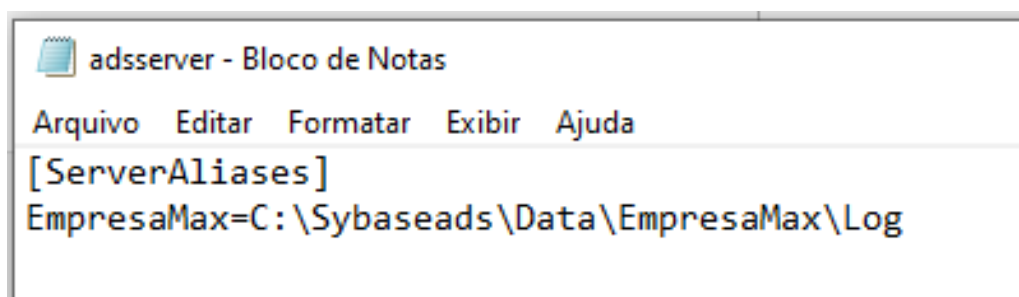 adsserver - Bloco de Notas
Arquivo Editar Formatar Exibir Ajuda
[ServerAliases]
EmpresaMax=C:\Sybaseads\Data\EmpresaMax\Log